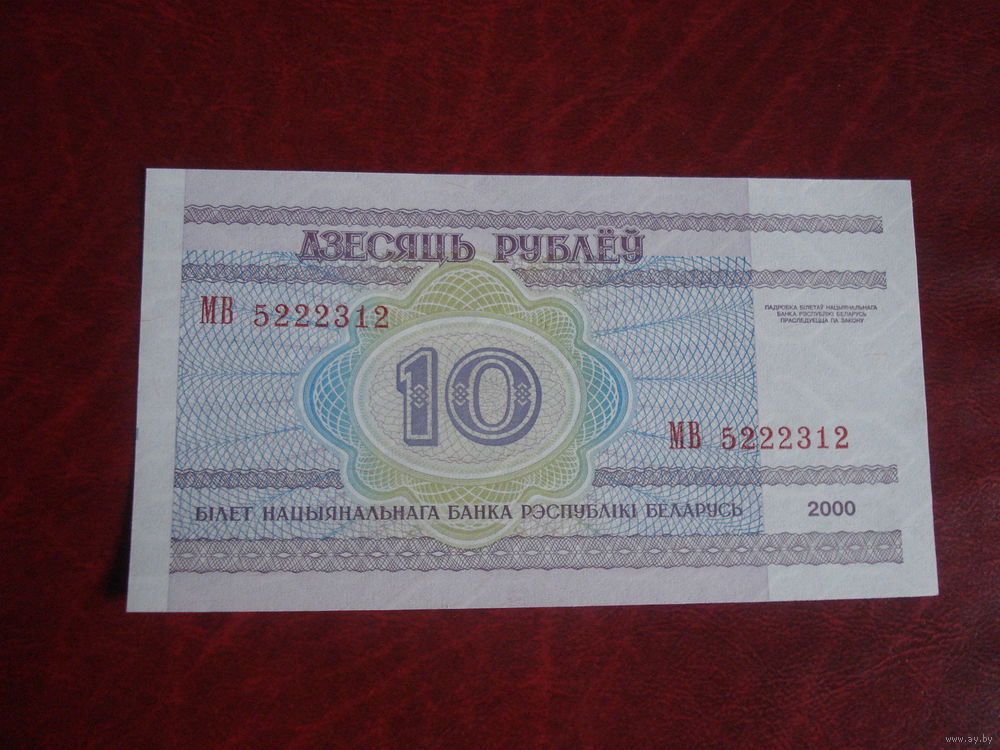 ДЗЕСЯЦЬ РУБЛЁЎ
МВ 5222312
ПАДРОБКА БІЛЕТАЎ НАЦЫЯНАЛЬНАГА
БАНКА РЭСПУБЛІКІ БЕЛАРУСЬ
ПРАСЛЕДУЕЦЦА ПА ЗАКОНУ
10
МВ 5222312
БІЛЕТ НАЦЫЯНАЛЬНАГА БАНКА РЭСПУБЛІКІ БЕЛАРУСЬ
2000
www.ay.by